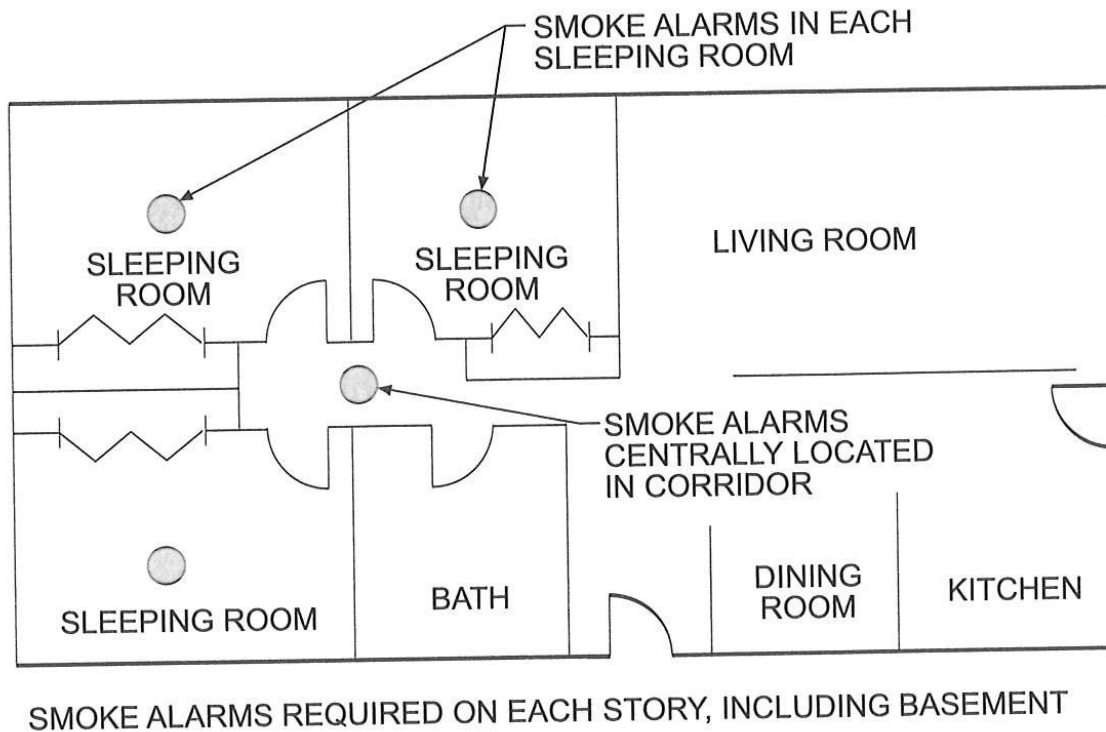 SMOKE ALARMS IN EACH
SLEEPING ROOM
SLEEPING
ROOM
SLEEPING
ROOM
LIVING ROOM
SMOKE ALARMS
CENTRALLY LOCATED
IN CORRIDOR
SLEEPING ROOM
BATH
DINING
ROOM
KITCHEN
SMOKE ALARMS REQUIRED ON EACH STORY, INCLUDING BASEMENT